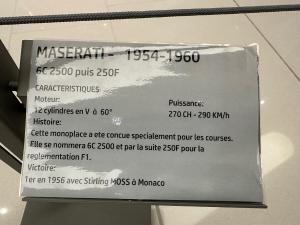 MASERATI - 1954-1960
6C 2500 puis 250F
CARACTERISTIQUES
Moteur: Puissance:
12 cylindres en V à 60° 270 CH - 290 KM/h
Histoire:
Cette monoplace a ete concue specialement pour les courses.
Elle se nommera 6C 2500 et par la suite 250F pour la
reglementation F1.
Victoire:
1er en 1956 avec Stirling MOSS à Monaco